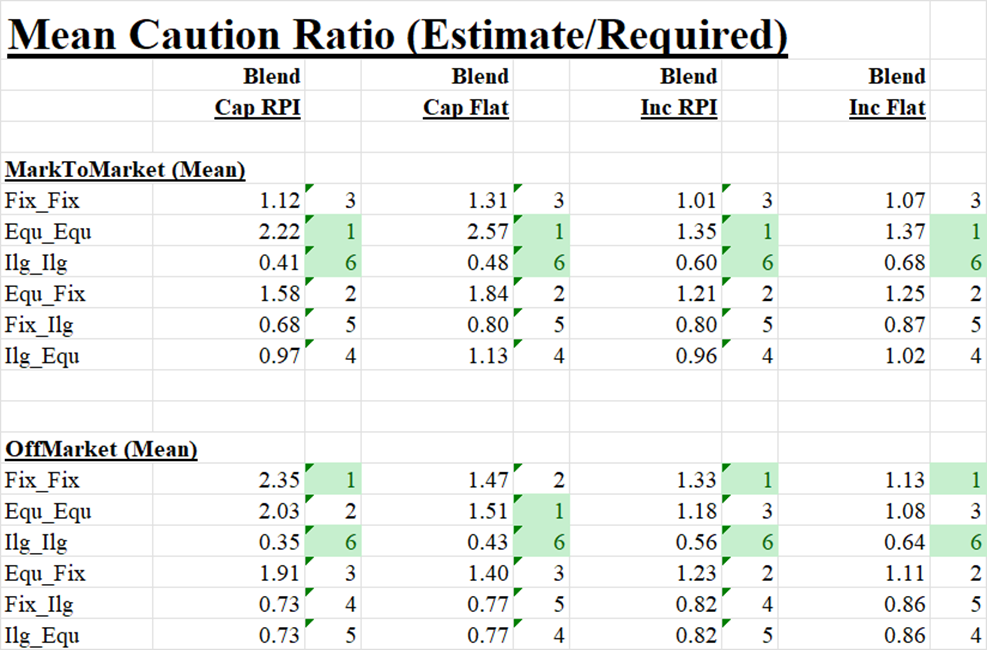 Mean Caution Ratio (Estimate/Required)
Blend Blend Blend Blend
Cap RPI Cap Flat Inc RPI Inc Flat
MarkToMarket (Mean)
Fix_Fix 1.12 3 1.31 3 1.01 3 1.07 3
Equ_Equ 2.22 1 2.57 1 1.35 1 1.37 1
Ilg_Ilg 0.41 6 0.48 6 0.60 6 0.68 6
Equ_Fix 1.58 2 1.84 2 1.21 2 1.25 2
Fix_Ilg 0.68 5 0.80 5 0.80 5 0.87 5
Ilg_Equ 0.97 4 1.13 4 0.96 4 1.02 4
OffMarket (Mean)
Fix_Fix 2.35 1 1.47 2 1.33 1 1.13 1
Equ_Equ 2.03 2 1.51 1 1.18 3 1.08 3
Ilg_Ilg 0.35 6 0.43 6 0.56 6 0.64 6
Equ_Fix 1.91 3 1.40 3 1.23 2 1.11 2
Fix_Ilg 0.73 4 0.77 5 0.82 4 0.86 5
Ilg_Equ 0.73 5 0.77 4 0.82 5 0.86 4